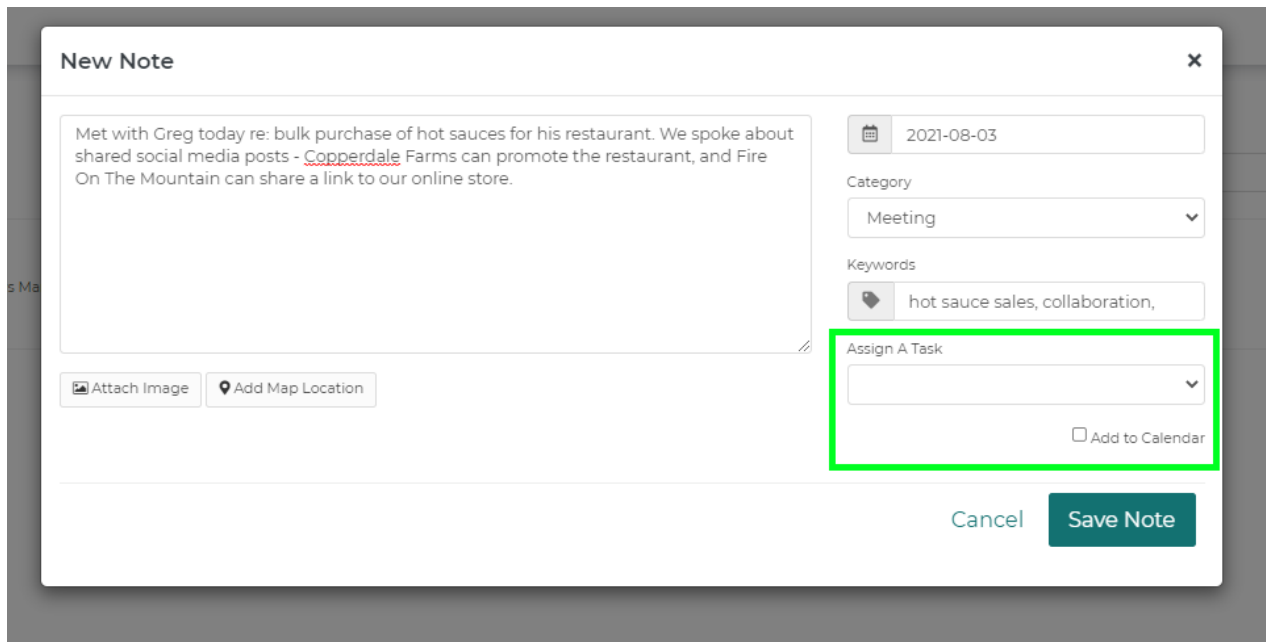 New Note
Met with Greg today re: bulk purchase of hot sauces for his restaurant. We spoke about
shared social media posts - Copperdale Farms can promote the restaurant, and Fire
On The Mountain can share a link to our online store.
Attach Image
Add Map Location
2021-08-03
Category
Meeting
Keywords
hot sauce sales, collaboration,
Assign A Task
Add to Calendar
Cancel
Save Note